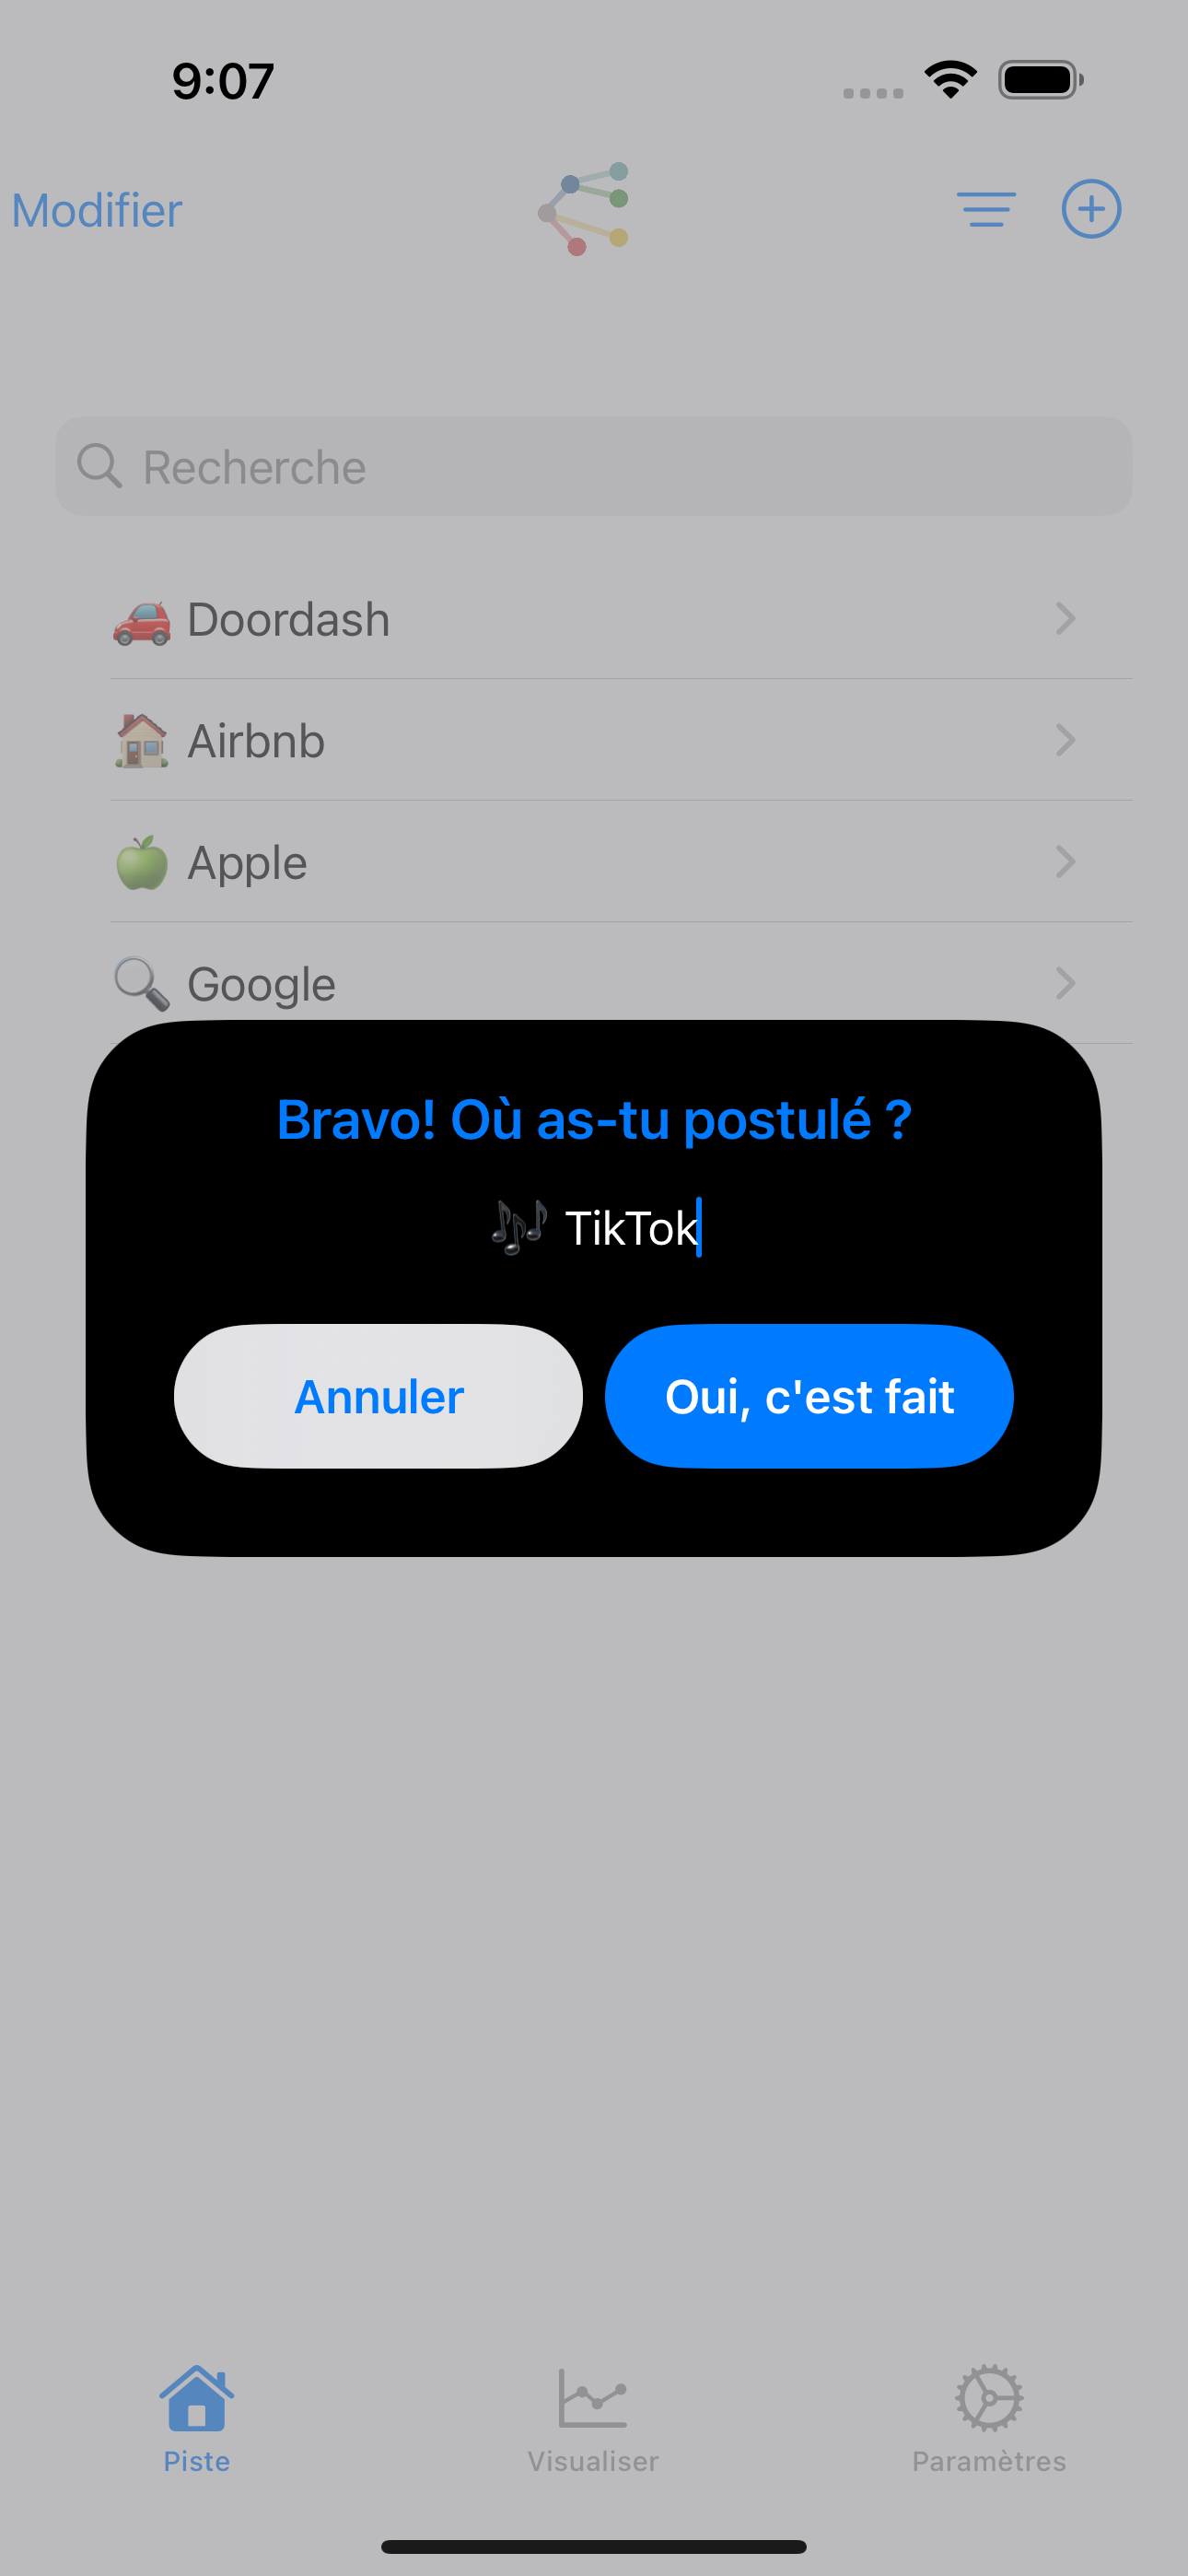 9:07
Modifier
Recherche
🚗 Doordash
🏠 Airbnb
🍏 Apple
🔍 Google
Bravo! Où as-tu postulé ?
🎶 TikTok
Annuler
Oui, c'est fait
Piste
Visualiser
Paramètres